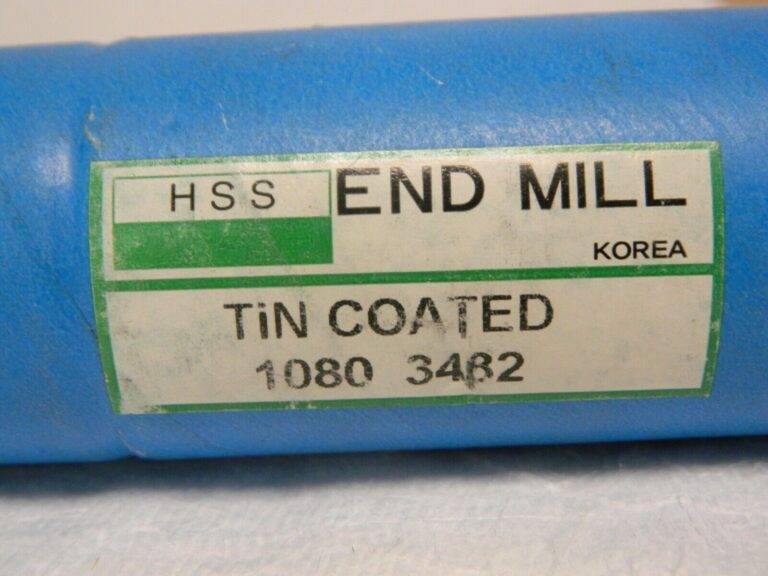 HSS
END MILL
KOREA
TiN COATED
1080